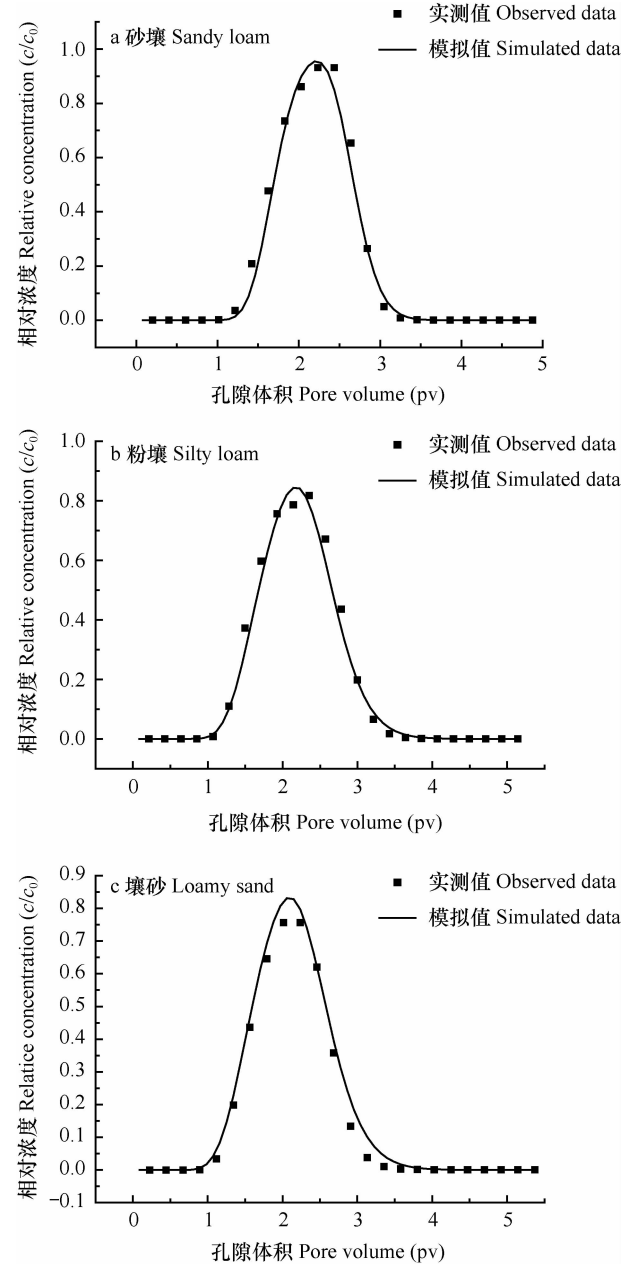 实测值 Observed data
模拟值 Simulated data
a 砂壤 Sandy loam
相对浓度 Relative concentration (c/c0)
1.0
0.8
0.6
0.4
0.2
0.0
0 1 2 3 4 5
孔隙体积 Pore volume (pv)
实测值 Observed data
模拟值 Simulated data
b 粉壤 Silty loam
相对浓度 Relative concentration (c/c0)
1.0
0.8
0.6
0.4
0.2
0.0
0 1 2 3 4 5
孔隙体积 Pore volume (pv)
实测值 Observed data
模拟值 Simulated data
c 壤砂 Loamy sand
相对浓度 Relatice concentration (c/c0)
0.9
0.8
0.7
0.6
0.5
0.4
0.3
0.2
0.1
0.0
−0.1
0 1 2 3 4 5
孔隙体积 Pore volume (pv)